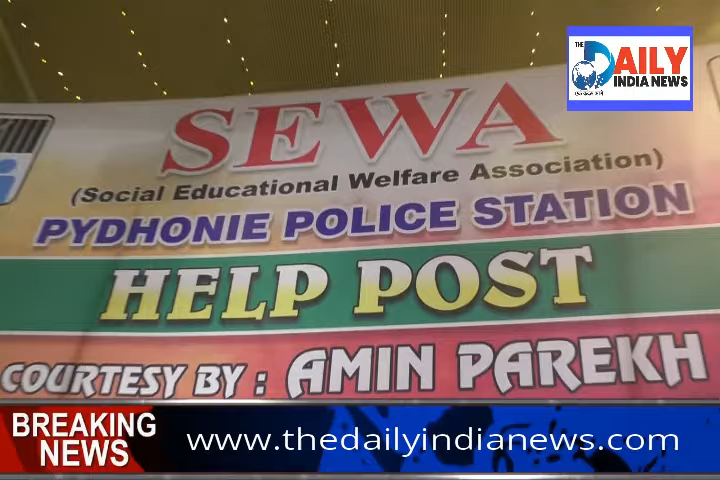 THE DAILY
INDIA NEWS
SEWA
(Social Educational Welfare Association)
PYDHONIE POLICE STATION
HELP POST
COURTESY BY : AMIN PAREKH
BREAKING
NEWS
www.thedailyindianews.com